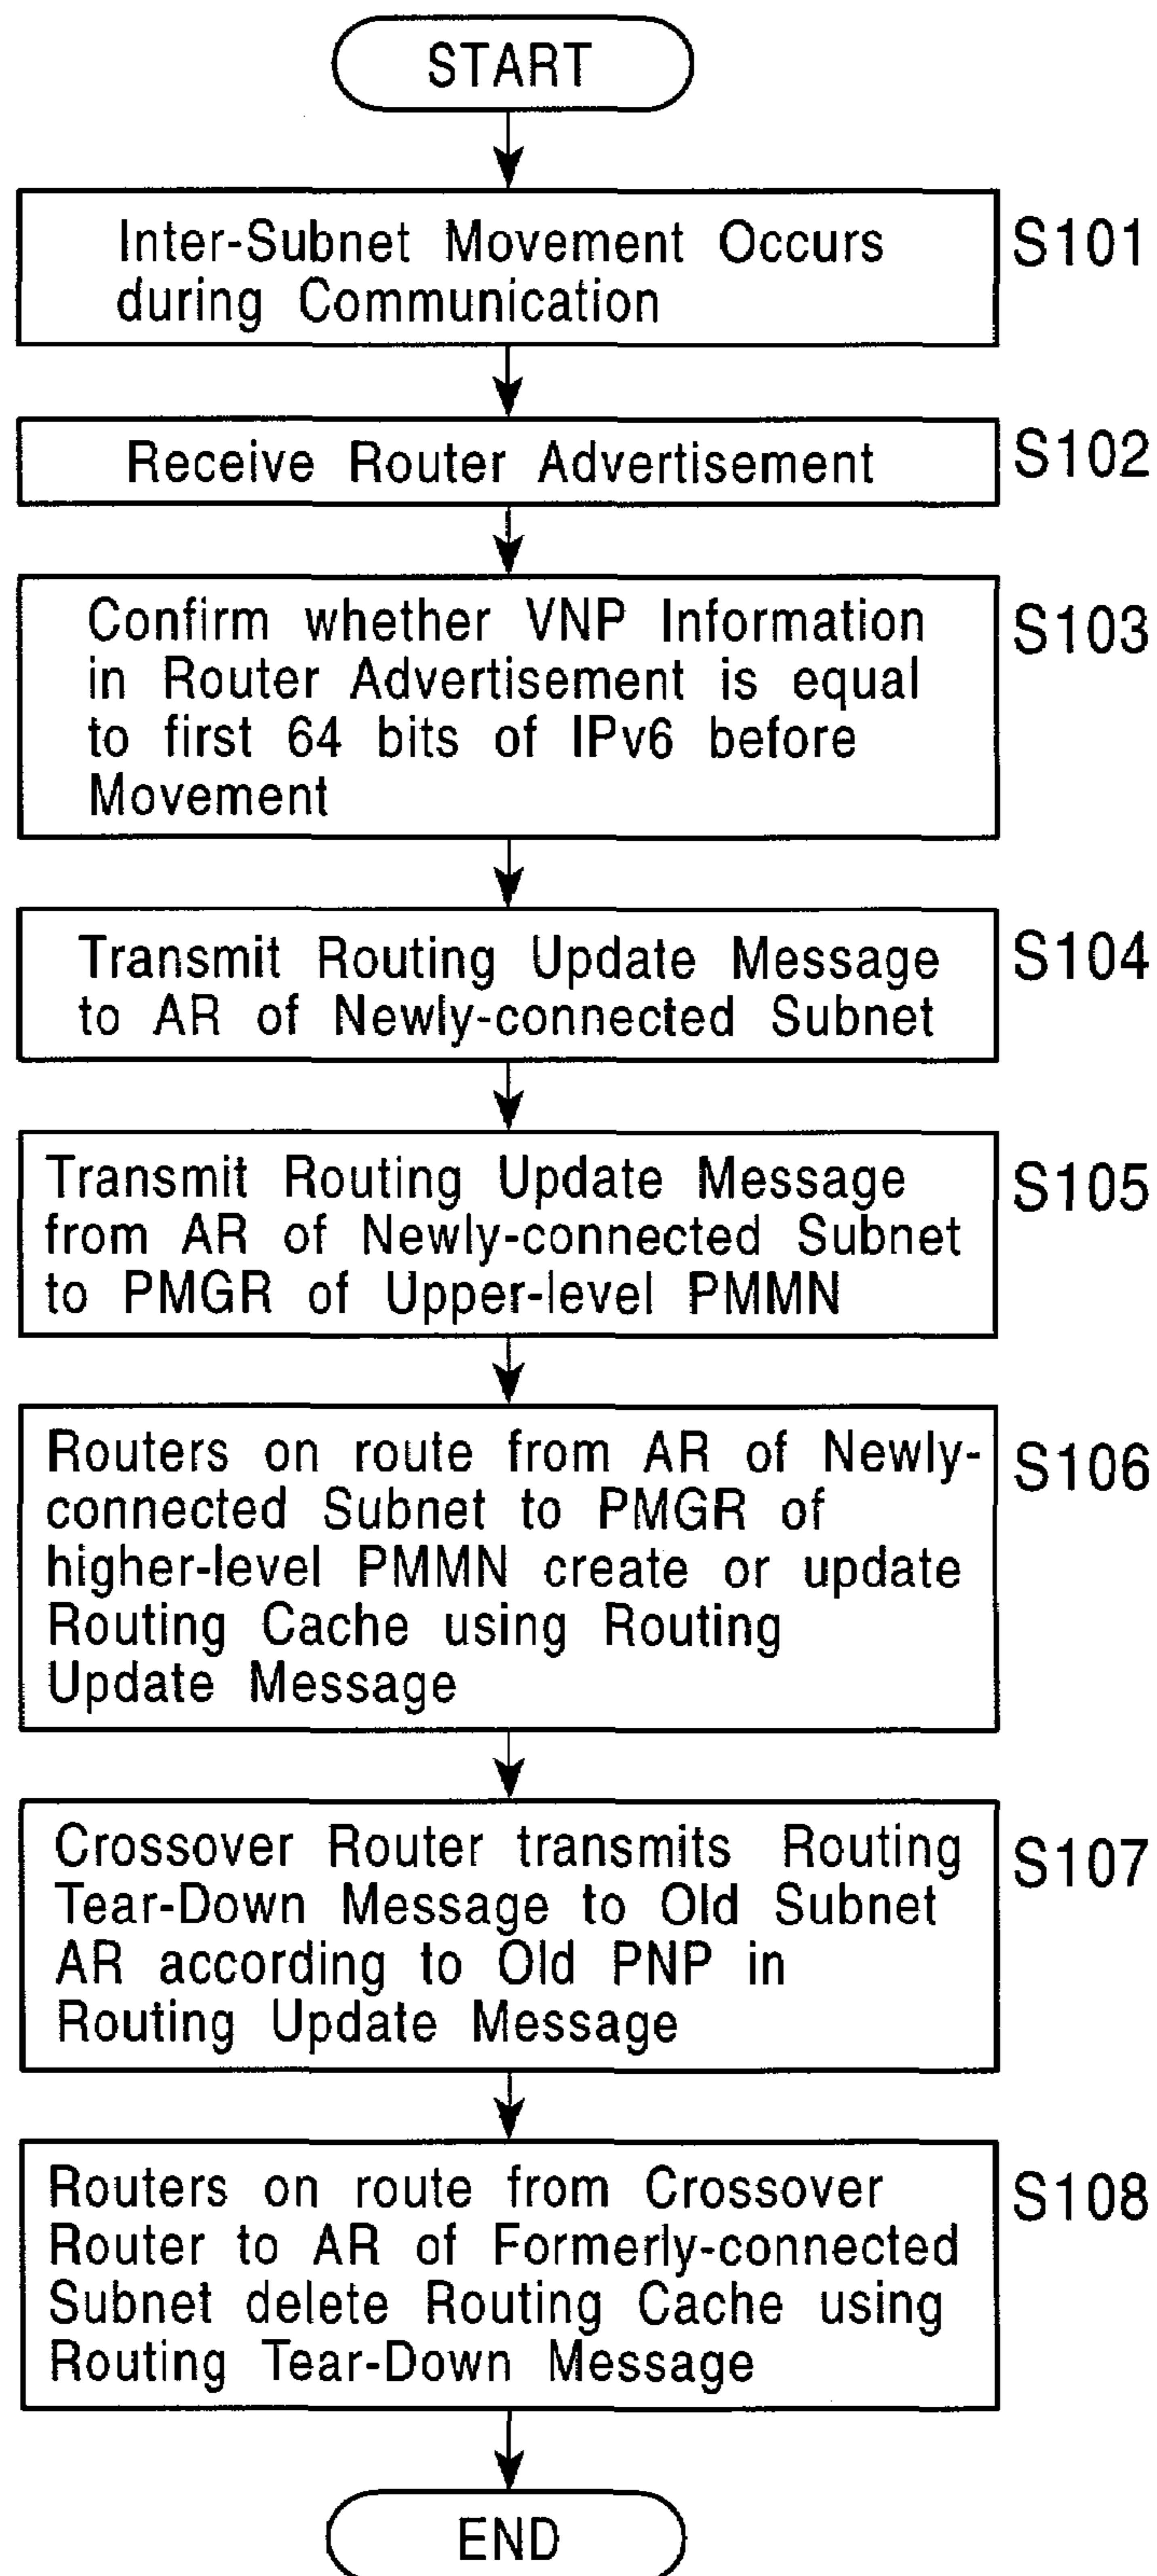 START
Inter-Subnet Movement Occurs
during Communication
S101
Receive Router Advertisement
S102
Confirm whether VNP Information
in Router Advertisement is equal
to first 64 bits of IPv6 before
Movement
S103
Transmit Routing Update Message
to AR of Newly-connected Subnet
S104
Transmit Routing Update Message
from AR of Newly-connected Subnet
to PMGR of Upper-level PMMN
S105
Routers on route from AR of Newly-
connected Subnet to PMGR of
higher-level PMMN create or update
Routing Cache using Routing
Update Message
S106
Crossover Router transmits Routing
Tear-Down Message to Old Subnet
AR according to Old PNP in
Routing Update Message
S107
Routers on route from Crossover
Router to AR of Formerly-connected
Subnet delete Routing Cache using
Routing Tear-Down Message
S108
END